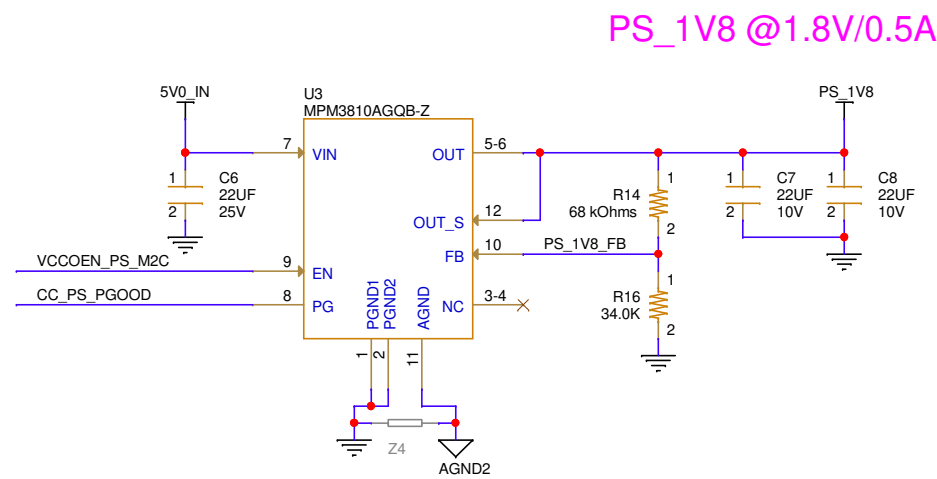 PS_1V8 @1.8V/0.5A
5V0_IN
U3
MPM3810AGQB-Z
PS_1V8
7
VIN
OUT
5-6
1
C6
22UF
25V
2
1
R14
68 kOhms
2
1
C7
22UF
10V
2
1
C8
22UF
10V
2
OUT_S
12
FB
10
PS_1V8_FB
VCCOEN_PS_M2C
9
EN
CC_PS_PGOOD
8
PG
PGND1
PGND2
AGND
NC
3-4
1
R16
34.0K
2
1
2
11
Z4
AGND2